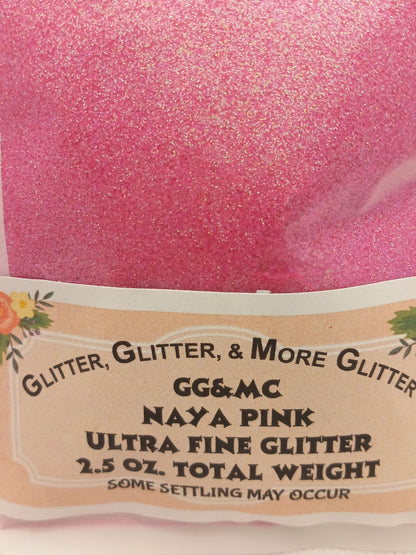 GLITTER, GLITTER, & MORE GLITTER
GG&MC
NAYA PINK
ULTRA FINE GLITTER
2.5 OZ. TOTAL WEIGHT
SOME SETTLING MAY OCCUR